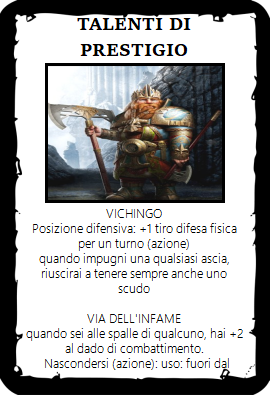 TALENTI DI
PRESTIGIO
VICHINGO
Posizione difensiva: +1 tiro difesa fisica
per un turno (azione)
quando impugni una qualsiasi ascia,
riuscirai a tenere sempre anche uno
scudo
VIA DELL'INFAME
quando sei alle spalle di qualcuno, hai +2
al dado di combattimento.
Nascondersi (azione): uso: fuori dal